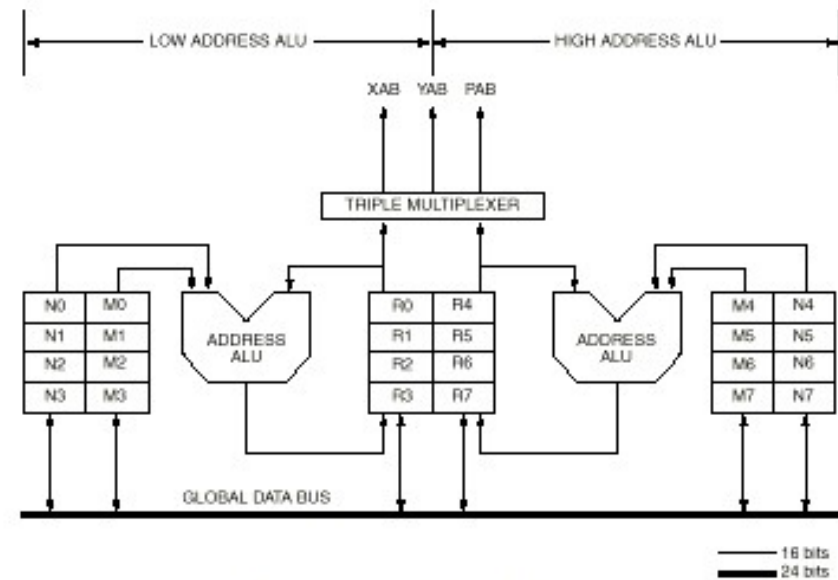 LOW ADDRESS ALU
HIGH ADDRESS ALU
XAB YAB PAB
TRIPLE MULTIPLEXER
N0 M0
N1 M1
N2 M2
N3 M3
ADDRESS
ALU
R0 R4
R1 R5
R2 R6
R3 R7
ADDRESS
ALU
M4 N4
M5 N5
M6 N6
M7 N7
GLOBAL DATA BUS
16 bits
24 bits